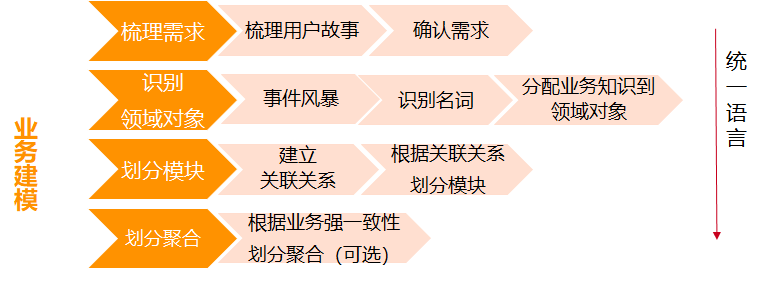 业务建模
梳理需求
梳理用户故事
确认需求
识别
领域对象
事件风暴
识别名词
分配业务知识到
领域对象
划分模块
建立
关联关系
根据关联关系
划分模块
划分聚合
根据业务强一致性
划分聚合（可选）
统一语言